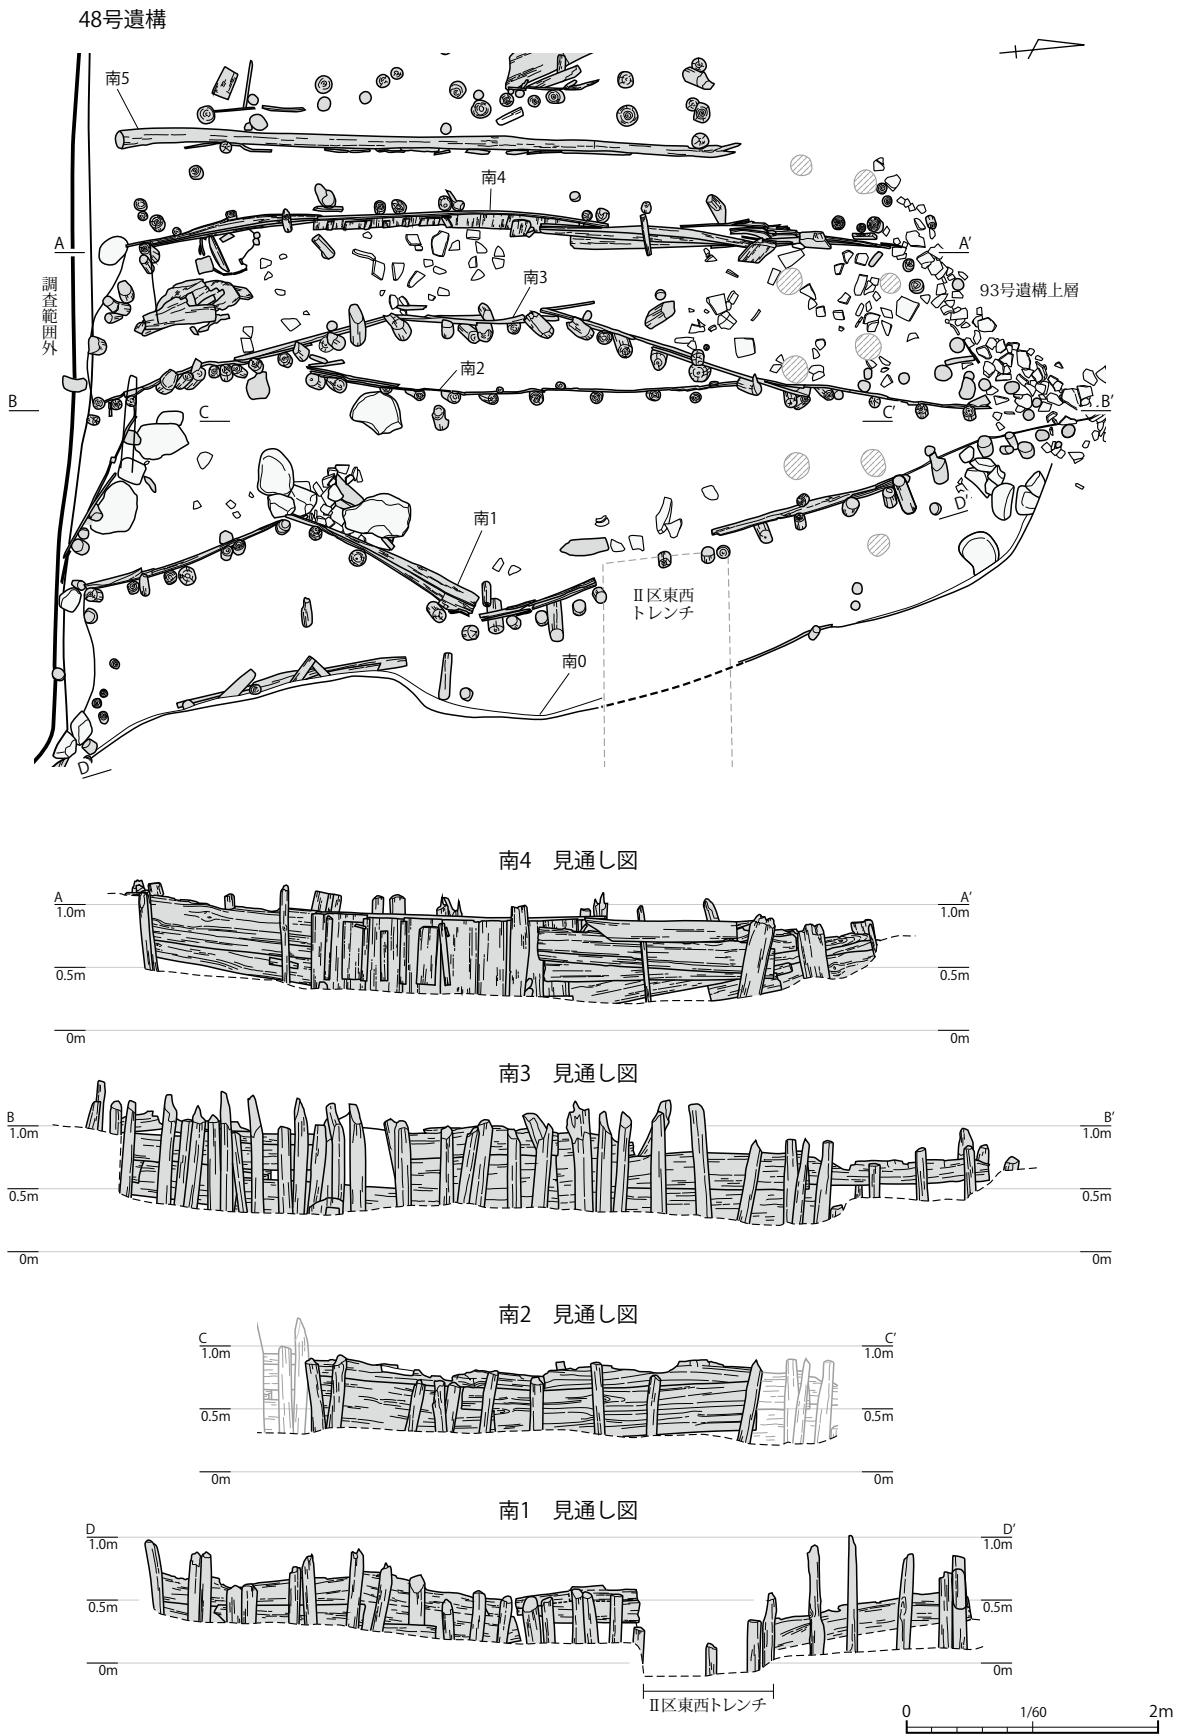 48号遺構
南5
南4
A
A′
調査範囲外
南3
93号遺構上層
南2
B
C
C′
B′
南1
D′
Ⅱ区東西
トレンチ
南0
D
南4　見通し図
A
A′
1.0m
1.0m
0.5m
0.5m
0m
0m
南3　見通し図
B
B′
1.0m
1.0m
0.5m
0.5m
0m
0m
南2　見通し図
C
C′
1.0m
1.0m
0.5m
0.5m
0m
0m
南1　見通し図
D
D′
1.0m
1.0m
0.5m
0.5m
0m
0m
Ⅱ区東西トレンチ
0 1/60 2m